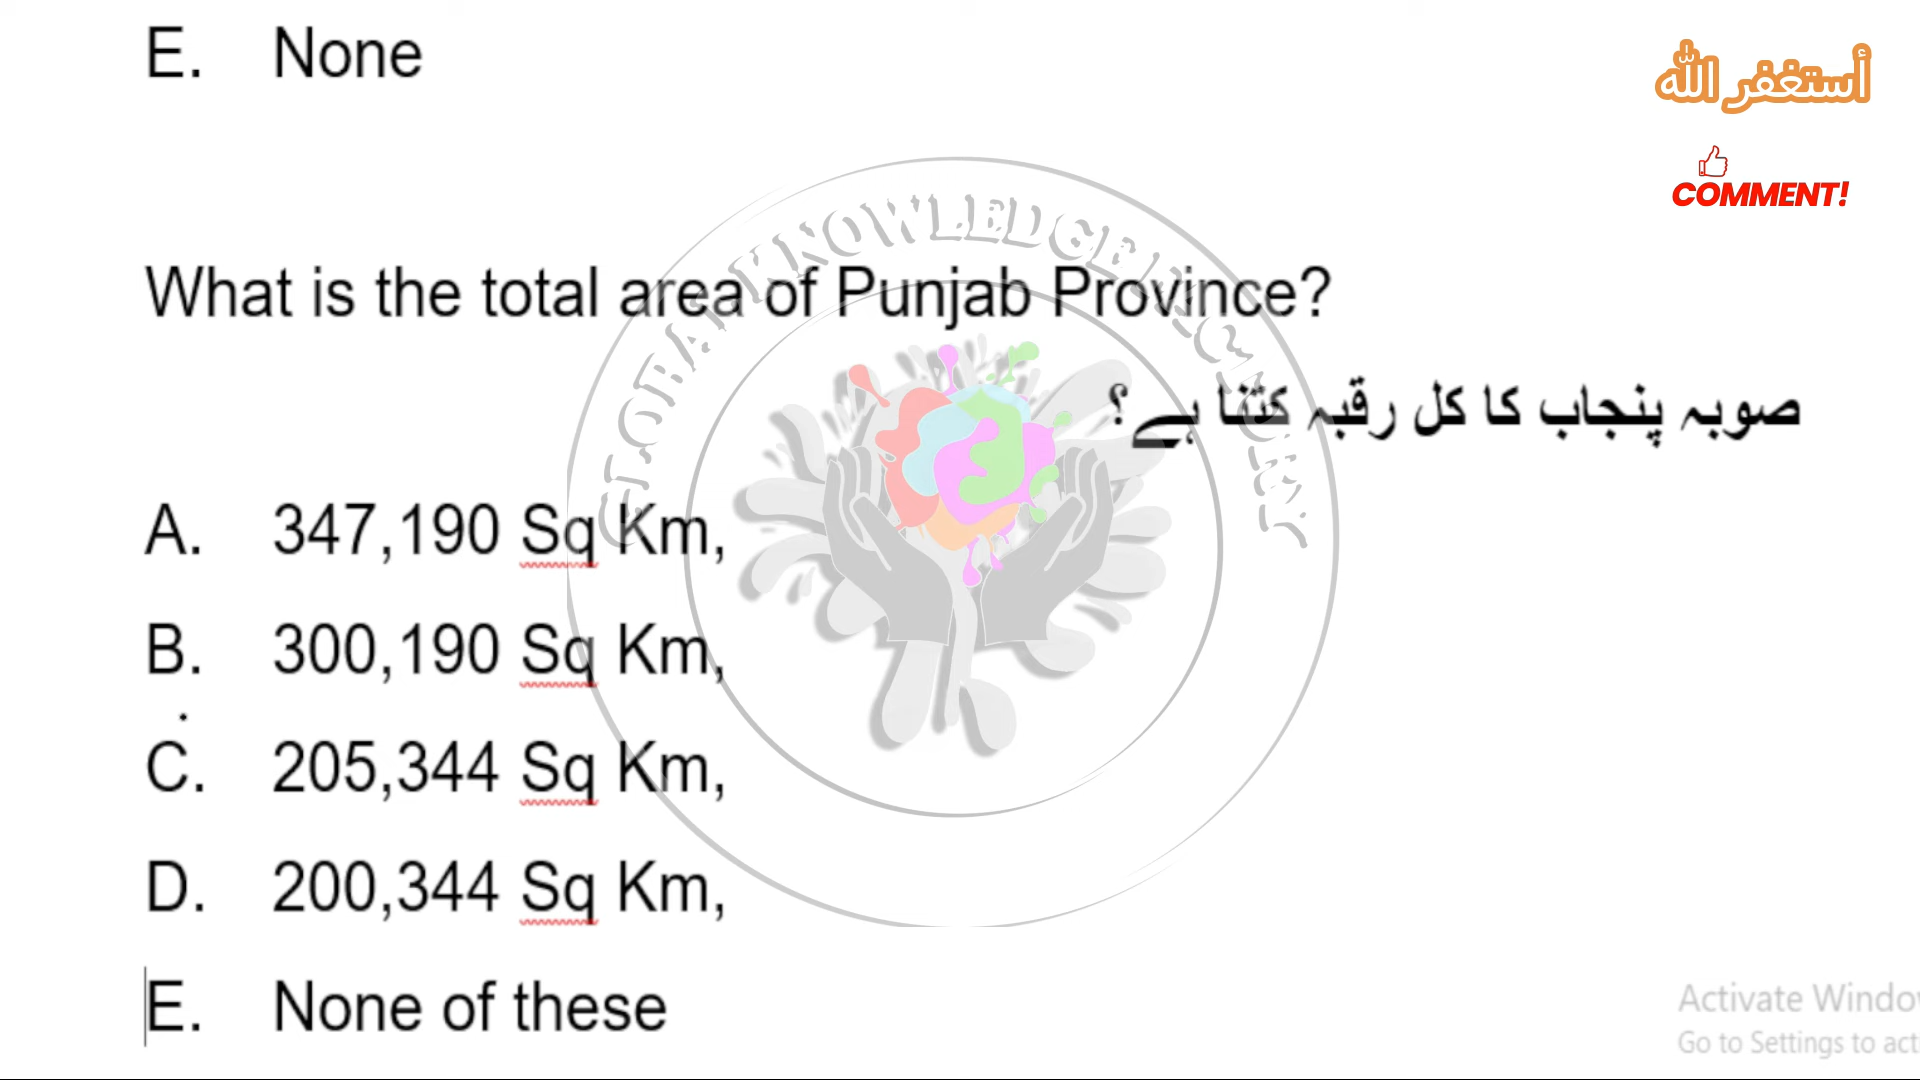 E. None
أستغفر الله
COMMENT!
What is the total area of Punjab Province?
صوبہ پنجاب کا کل رقبہ کتنا ہے؟
A. 347,190 Sq Km,
B. 300,190 Sq Km,
C. 205,344 Sq Km,
D. 200,344 Sq Km,
E. None of these
GLOBAL KNOWLEDGE
Activate Windo
Go to Settings to act